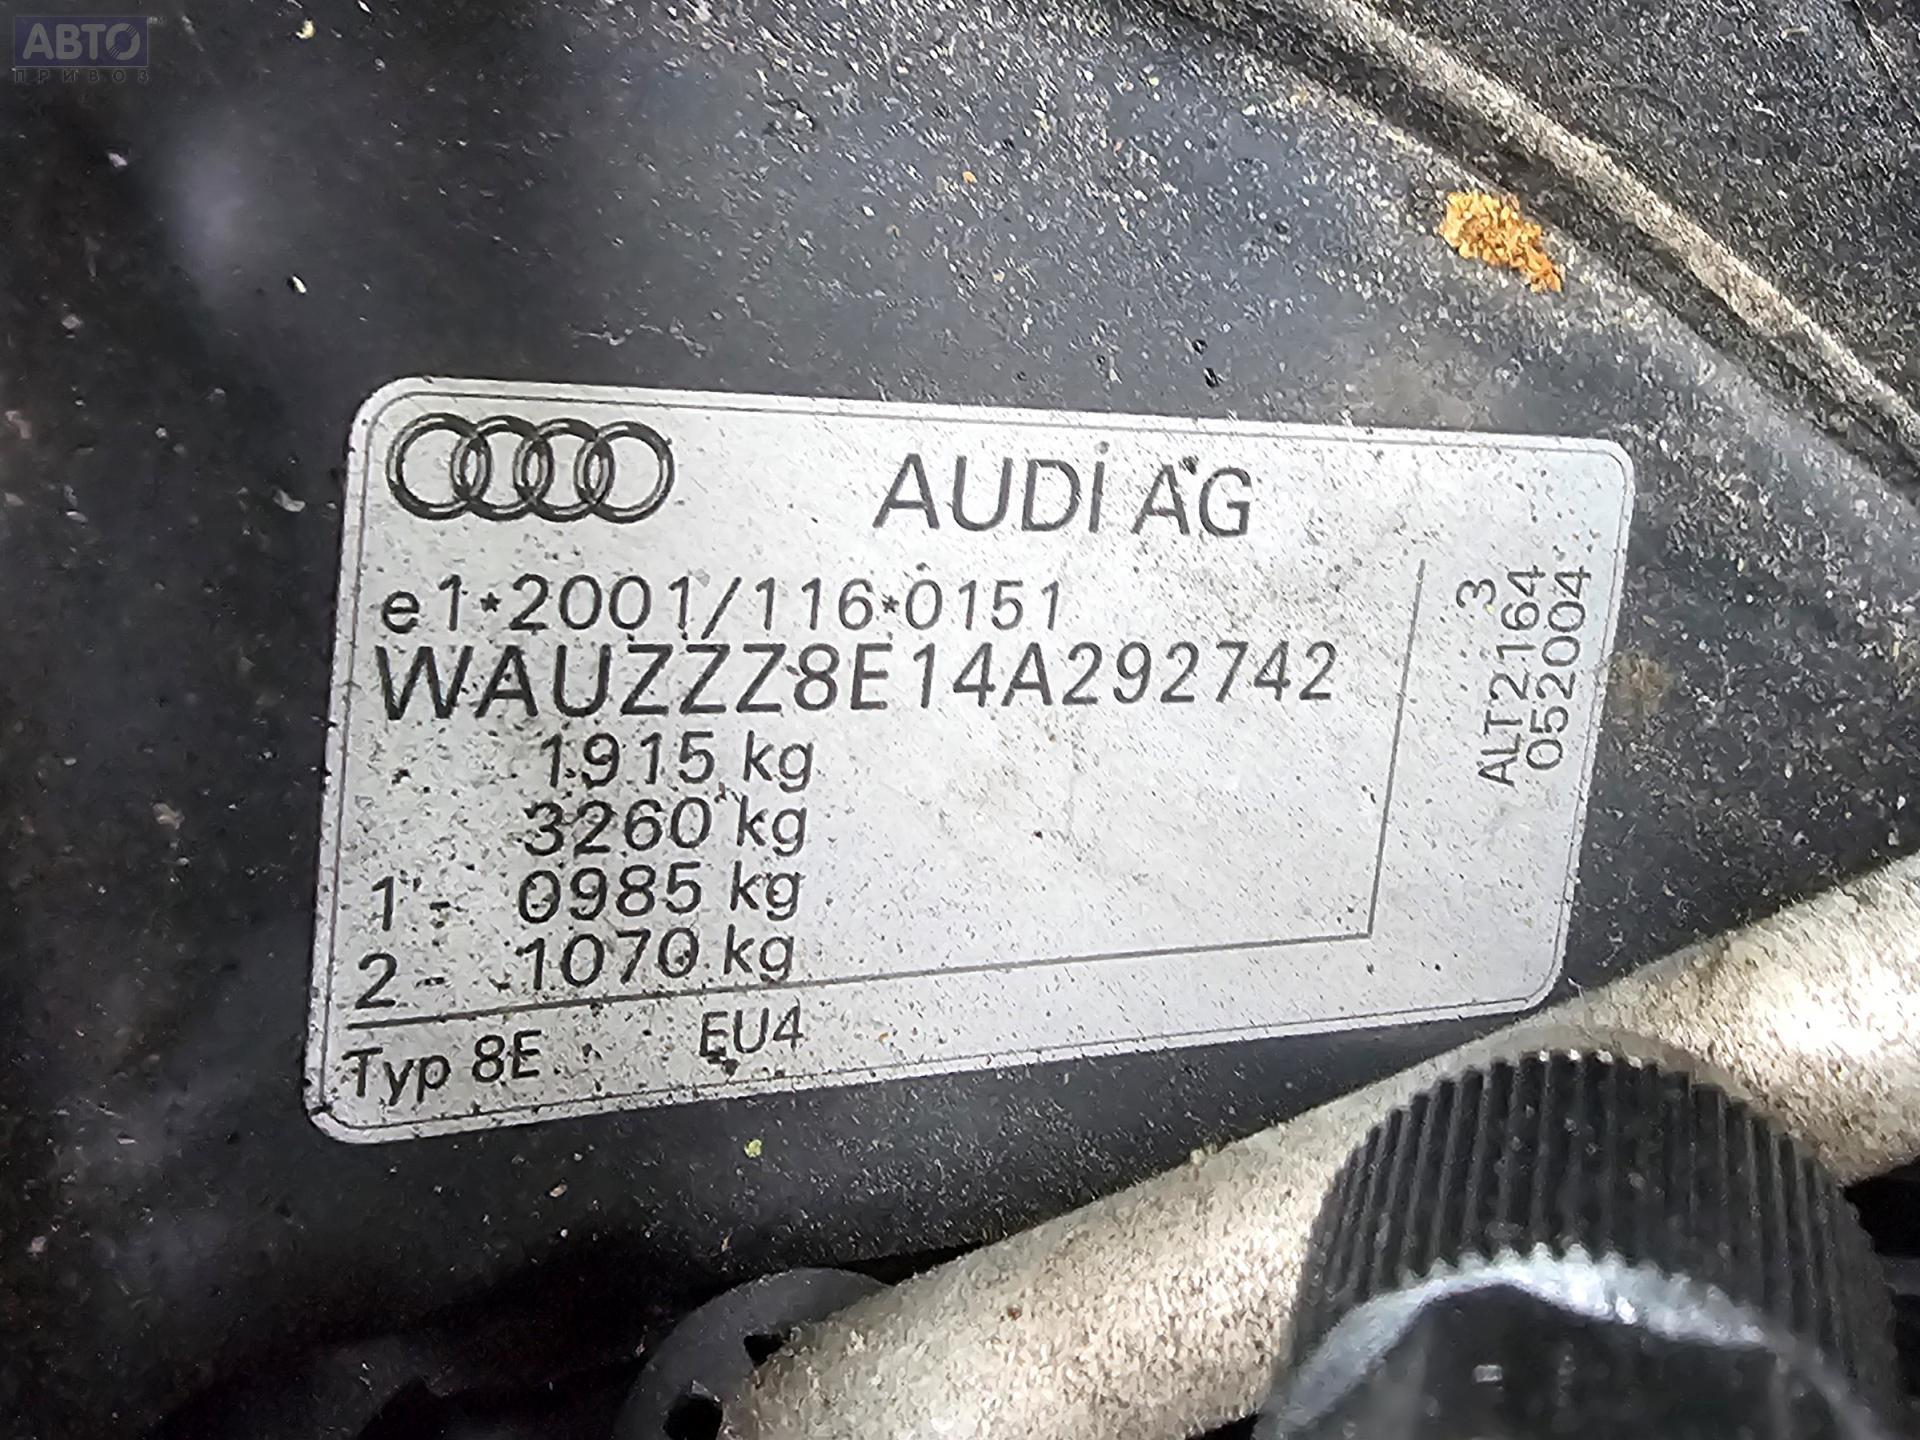 АВТО
ПРИВОЗ
AUDI AG
e1*2001/116*0151
WAUZZZ8E14A292742
1915 kg
3260 kg
1 - 0985 kg
2 - 1070 kg
Typ 8E EU4
3
ALT22164
052004